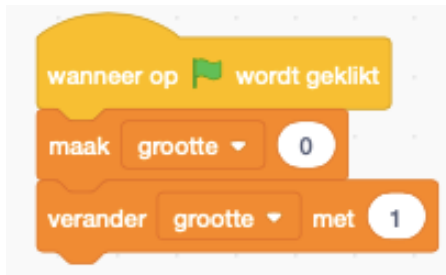 wanneer op wordt geklikt
maak grootte 0
verander grootte met 1